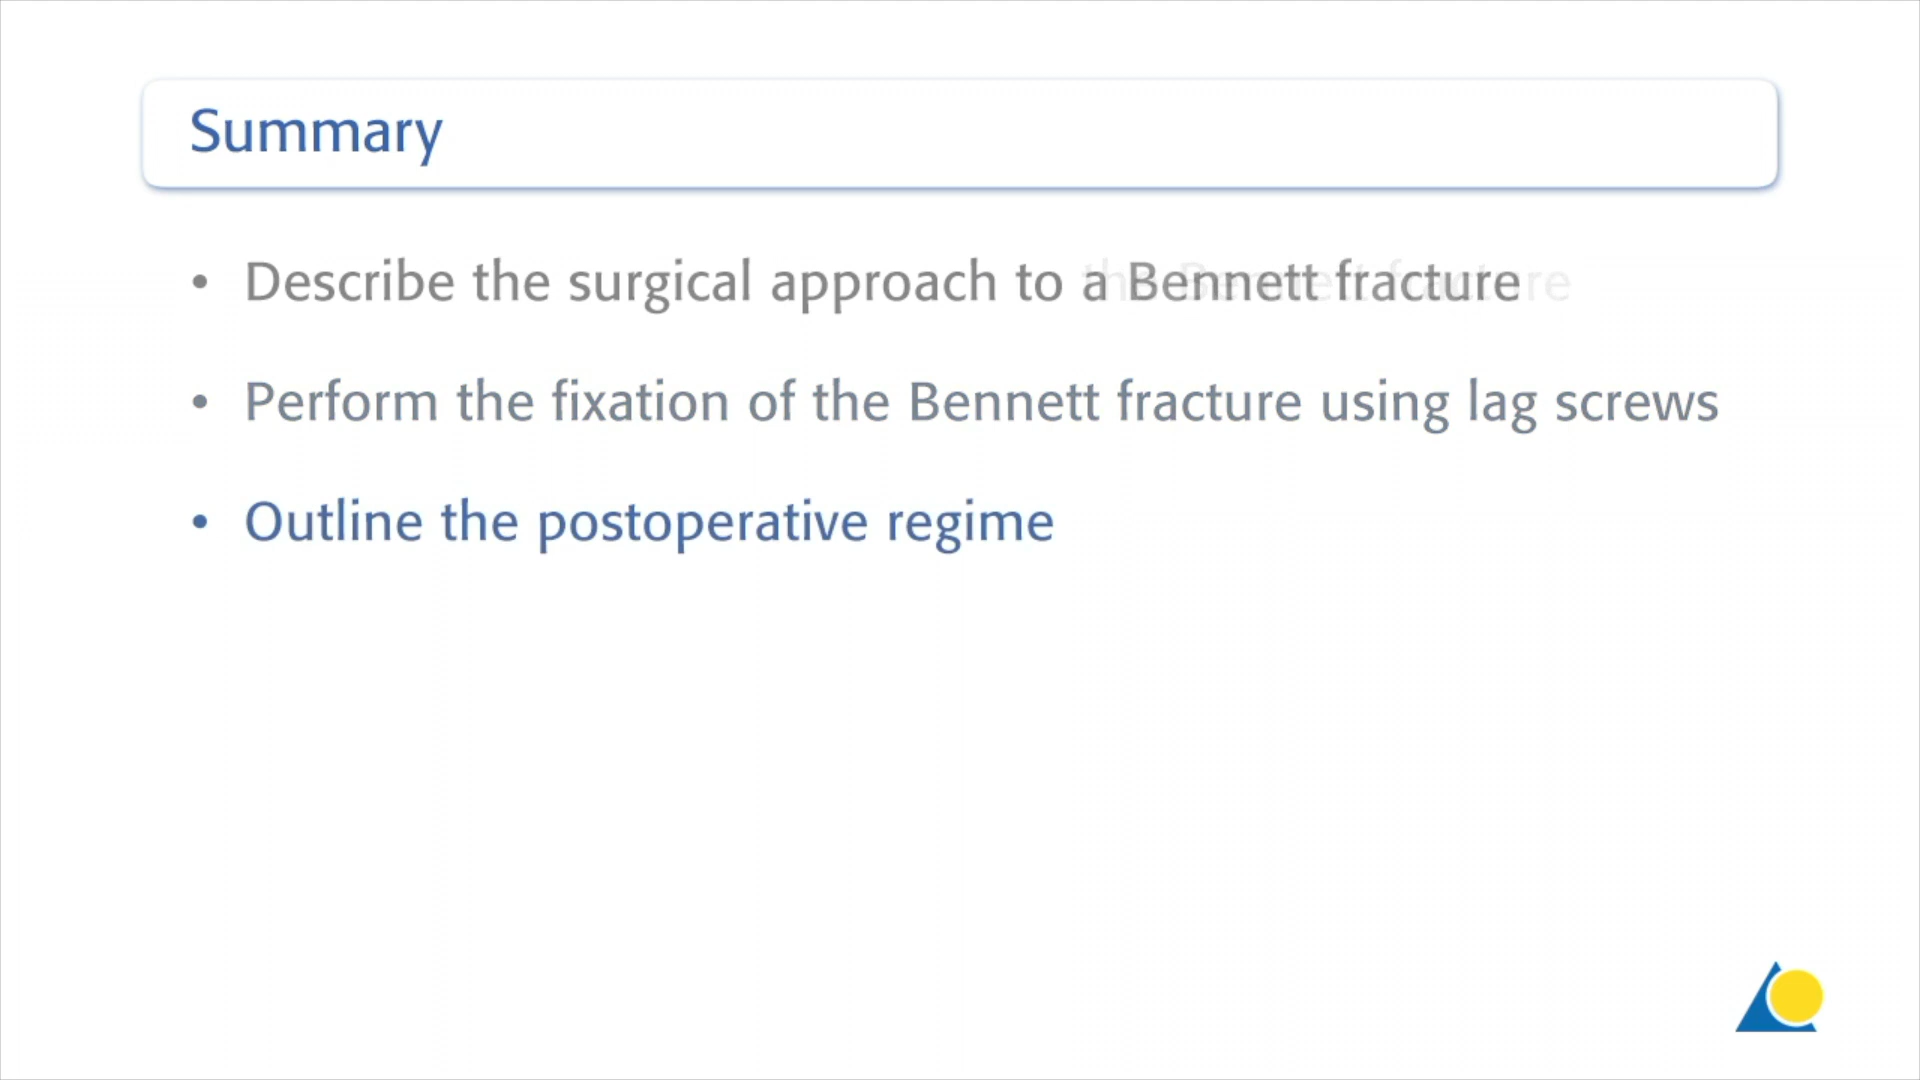 Summary
• Describe the surgical approach to a Bennett fracture
• Perform the fixation of the Bennett fracture using lag screws
• Outline the postoperative regime